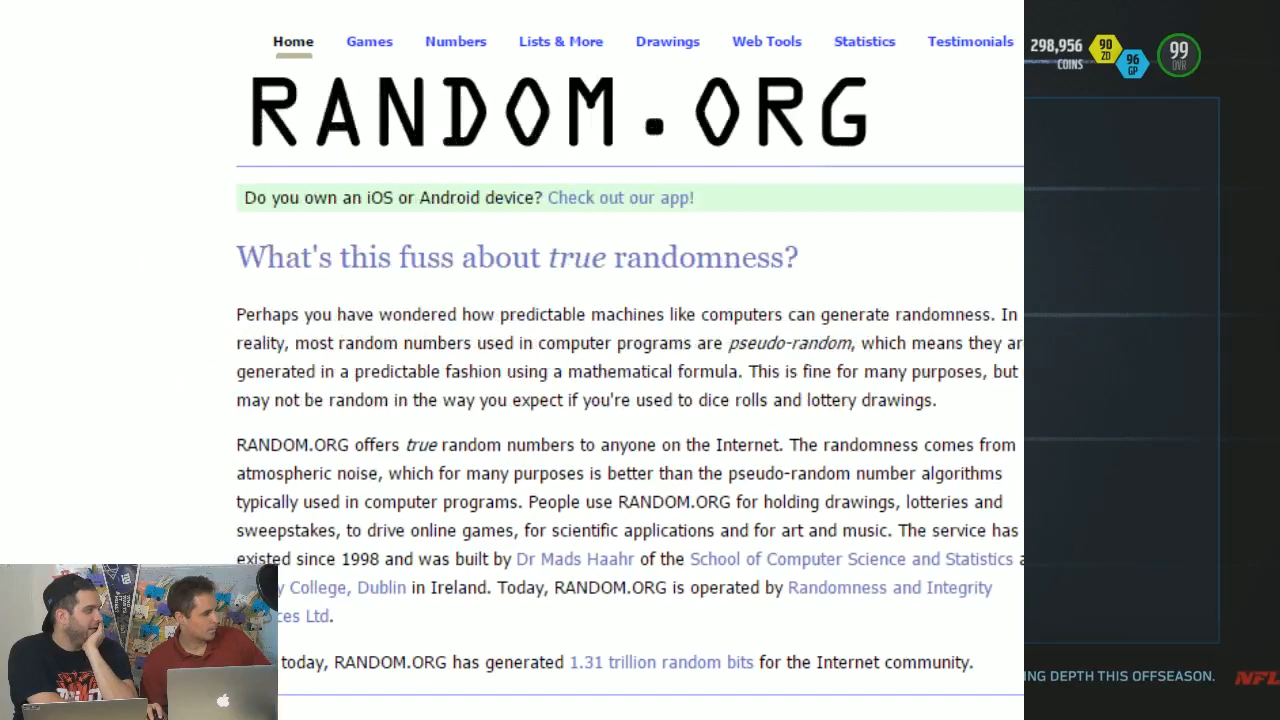 Home Games Numbers Lists & More Drawings Web Tools Statistics Testimonials
298,956
COINS
90
ZD
96
GP
99
OVR
RANDOM.ORG
Do you own an iOS or Android device? Check out our app!
What's this fuss about true randomness?
Perhaps you have wondered how predictable machines like computers can generate randomness. In
reality, most random numbers used in computer programs are pseudo-random, which means they ar
generated in a predictable fashion using a mathematical formula. This is fine for many purposes, but
may not be random in the way you expect if you're used to dice rolls and lottery drawings.
RANDOM.ORG offers true random numbers to anyone on the Internet. The randomness comes from
atmospheric noise, which for many purposes is better than the pseudo-random number algorithms
typically used in computer programs. People use RANDOM.ORG for holding drawings, lotteries and
sweepstakes, to drive online games, for scientific applications and for art and music. The service has
existed since 1998 and was built by Dr Mads Haahr of the School of Computer Science and Statistics a
y College, Dublin in Ireland. Today, RANDOM.ORG is operated by Randomness and Integrity
ces Ltd.
today, RANDOM.ORG has generated 1.31 trillion random bits for the Internet community.
NG DEPTH THIS OFFSEASON. NFL